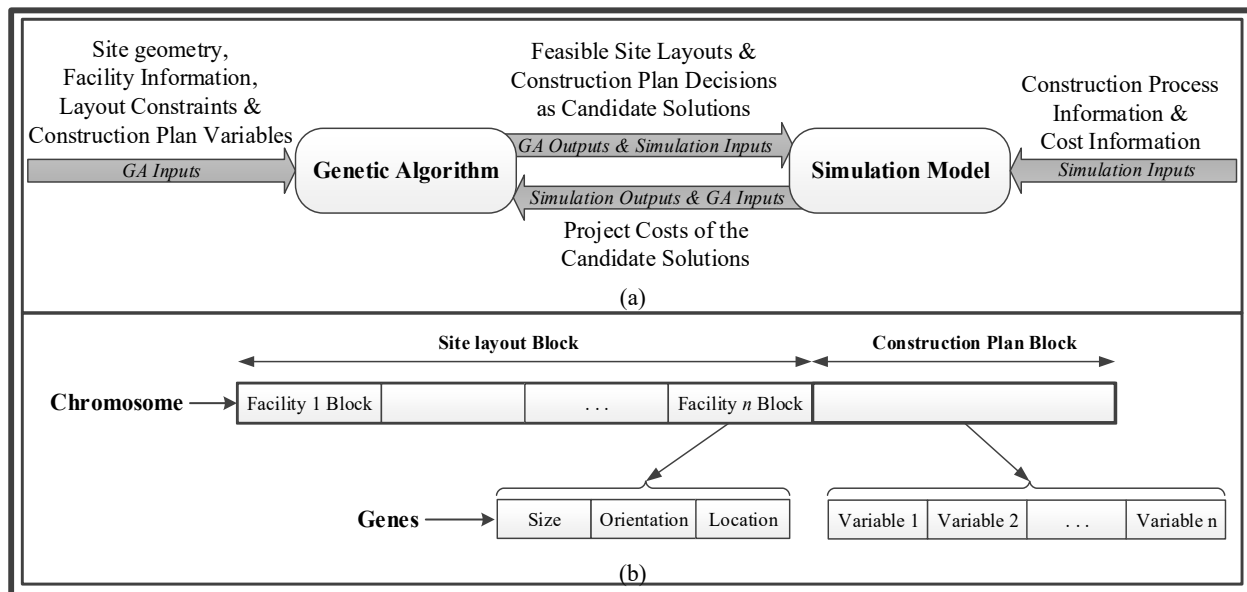 Site geometry,
Facility Information,
Layout Constraints &
Construction Plan Variables
GA Inputs
Genetic Algorithm
Feasible Site Layouts &
Construction Plan Decisions
as Candidate Solutions
GA Outputs & Simulation Inputs
Simulation Outputs & GA Inputs
Project Costs of the
Candidate Solutions
Simulation Model
Construction Process
Information &
Cost Information
Simulation Inputs
(a)
Site layout Block
Construction Plan Block
Chromosome
Facility 1 Block
. . .
Facility n Block
Genes
Size
Orientation
Location
Variable 1
Variable 2
. . .
Variable n
(b)